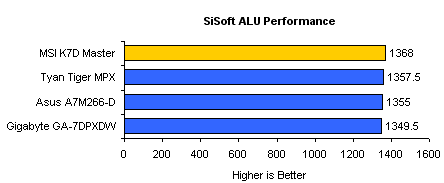 SiSoft ALU Performance
MSI K7D Master 1368
Tyan Tiger MPX 1357.5
Asus A7M266-D 1355
Gigabyte GA-7DPXDW 1349.5
0 200 400 600 800 1000 1200 1400 1600
Higher is Better